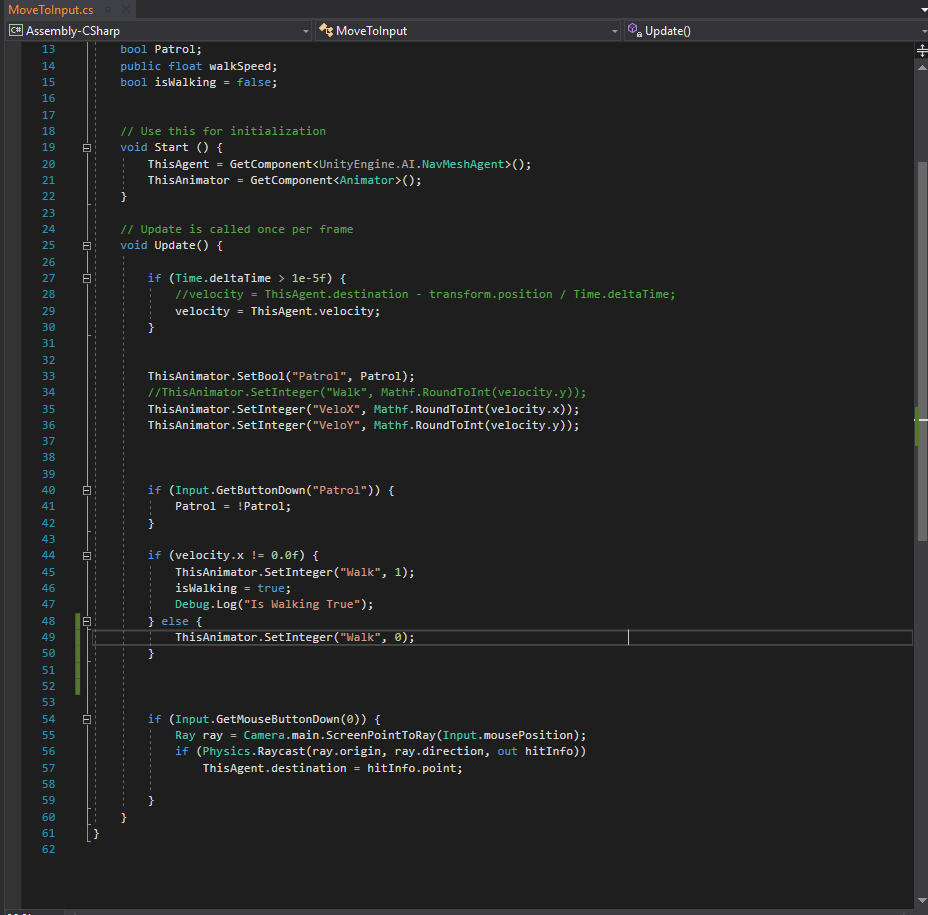 MoveToInput.cs
Assembly-CSharp MoveToInput Update()
13 bool Patrol;
14 public float walkSpeed;
15 bool isWalking = false;
16
17
18 // Use this for initialization
19 void Start () {
20 ThisAgent = GetComponent<UnityEngine.AI.NavMeshAgent>();
21 ThisAnimator = GetComponent<Animator>();
22 }
23
24 // Update is called once per frame
25 void Update() {
26
27 if (Time.deltaTime > 1e-5f) {
28 //velocity = ThisAgent.destination - transform.position / Time.deltaTime;
29 velocity = ThisAgent.velocity;
30 }
31
32
33 ThisAnimator.SetBool("Patrol", Patrol);
34 //ThisAnimator.SetInteger("Walk", Mathf.RoundToInt(velocity.y));
35 ThisAnimator.SetInteger("VeloX", Mathf.RoundToInt(velocity.x));
36 ThisAnimator.SetInteger("VeloY", Mathf.RoundToInt(velocity.y));
37
38
39
40 if (Input.GetButtonDown("Patrol")) {
41 Patrol = !Patrol;
42 }
43
44 if (velocity.x != 0.0f) {
45 ThisAnimator.SetInteger("Walk", 1);
46 isWalking = true;
47 Debug.Log("Is Walking True");
48 } else {
49 ThisAnimator.SetInteger("Walk", 0);
50 }
51
52
53
54 if (Input.GetMouseButtonDown(0)) {
55 Ray ray = Camera.main.ScreenPointToRay(Input.mousePosition);
56 if (Physics.Raycast(ray.origin, ray.direction, out hitInfo))
57 ThisAgent.destination = hitInfo.point;
58
59 }
60 }
61 }
62